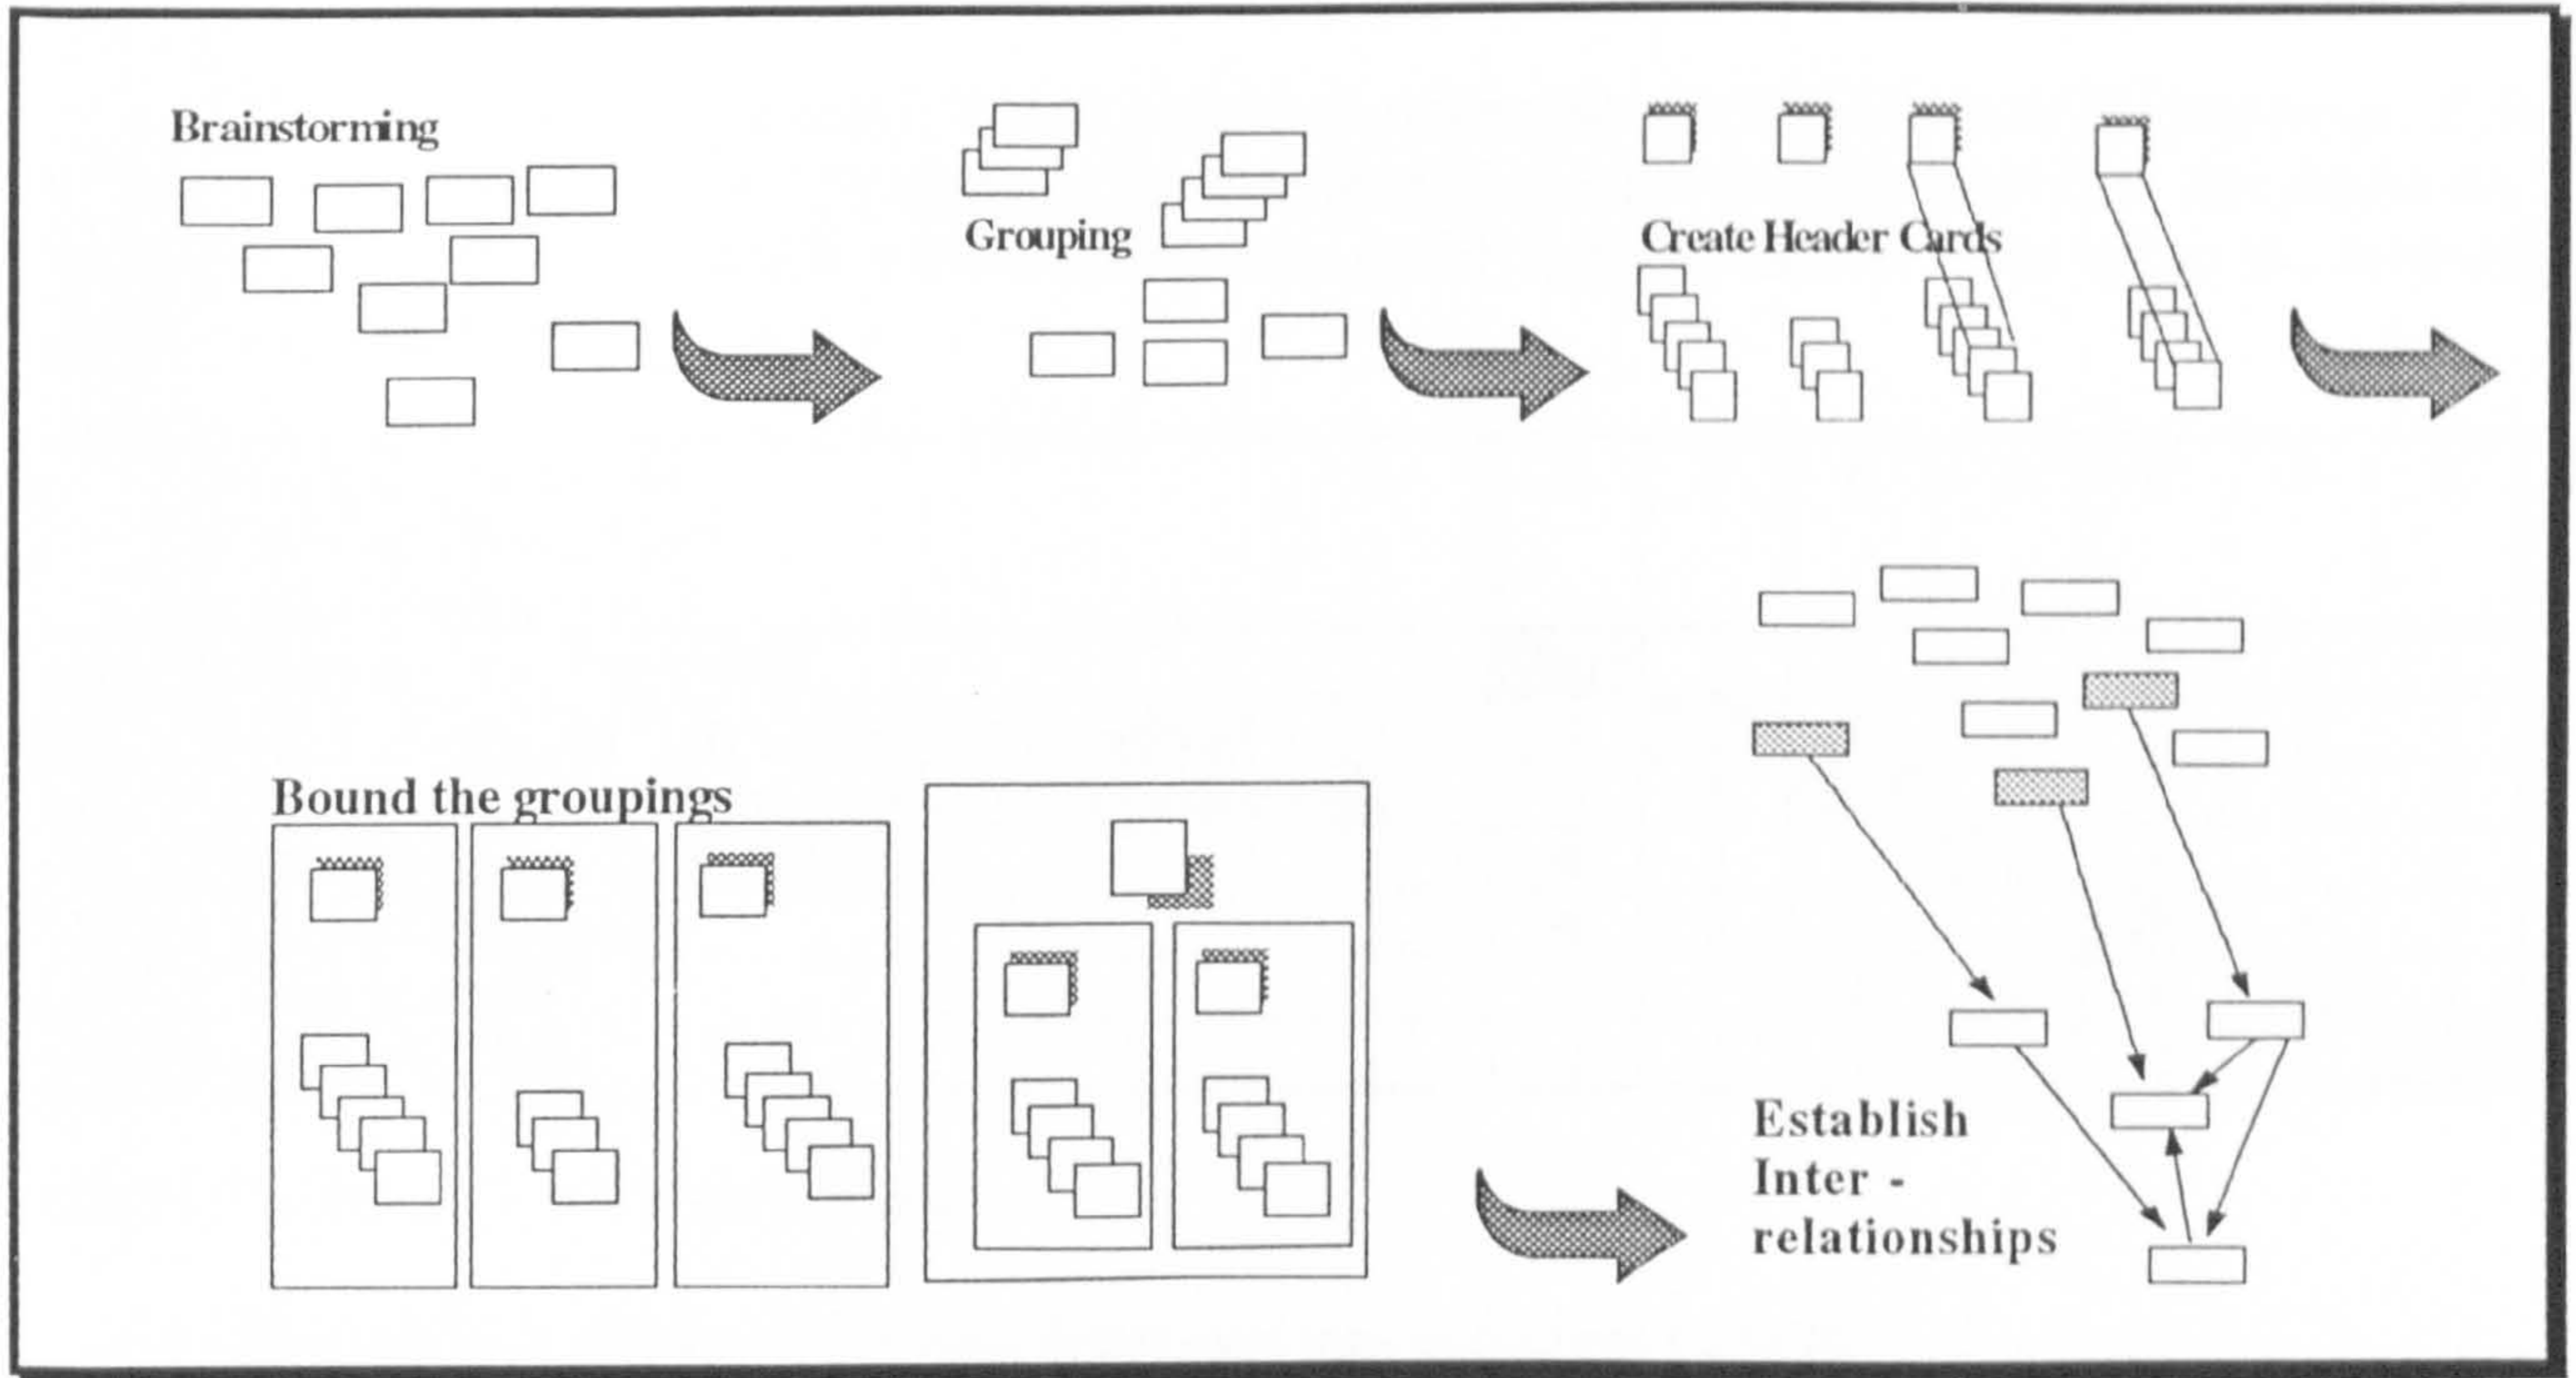 Brainstorming
Grouping
Create Header Cards
Bound the groupings
Establish
Inter -
relationships